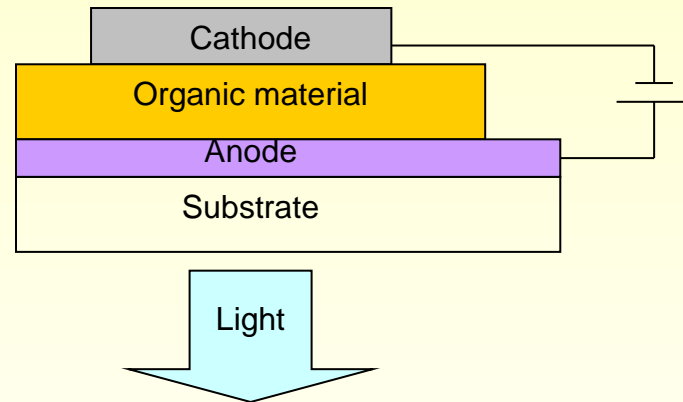 Cathode
Organic material
Anode
Substrate
Light